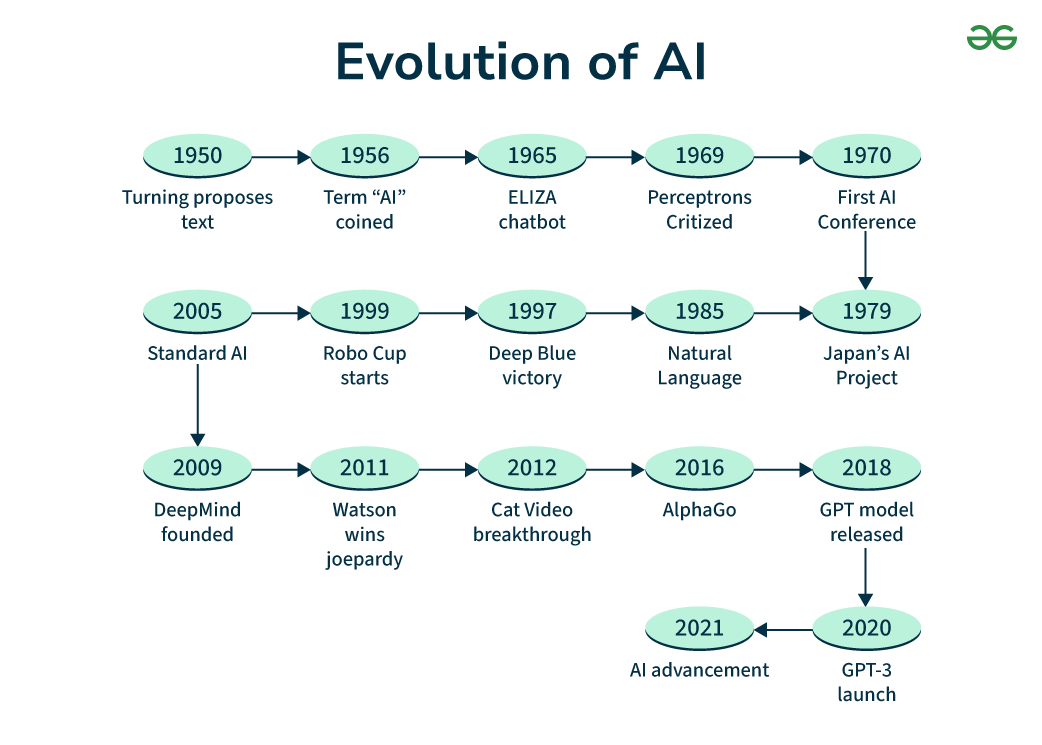 Evolution of AI
1950
1956
1965
1969
1970
Turning proposes
text
Term “AI”
coined
ELIZA
chatbot
Perceptrons
Critized
First AI
Conference
2005
1999
1997
1985
1979
Standard AI
Robo Cup
starts
Deep Blue
victory
Natural
Language
Japan’s AI
Project
2009
2011
2012
2016
2018
DeepMind
founded
Watson
wins
joepardy
Cat Video
breakthrough
AlphaGo
GPT model
released
2021
2020
AI advancement
GPT-3
launch